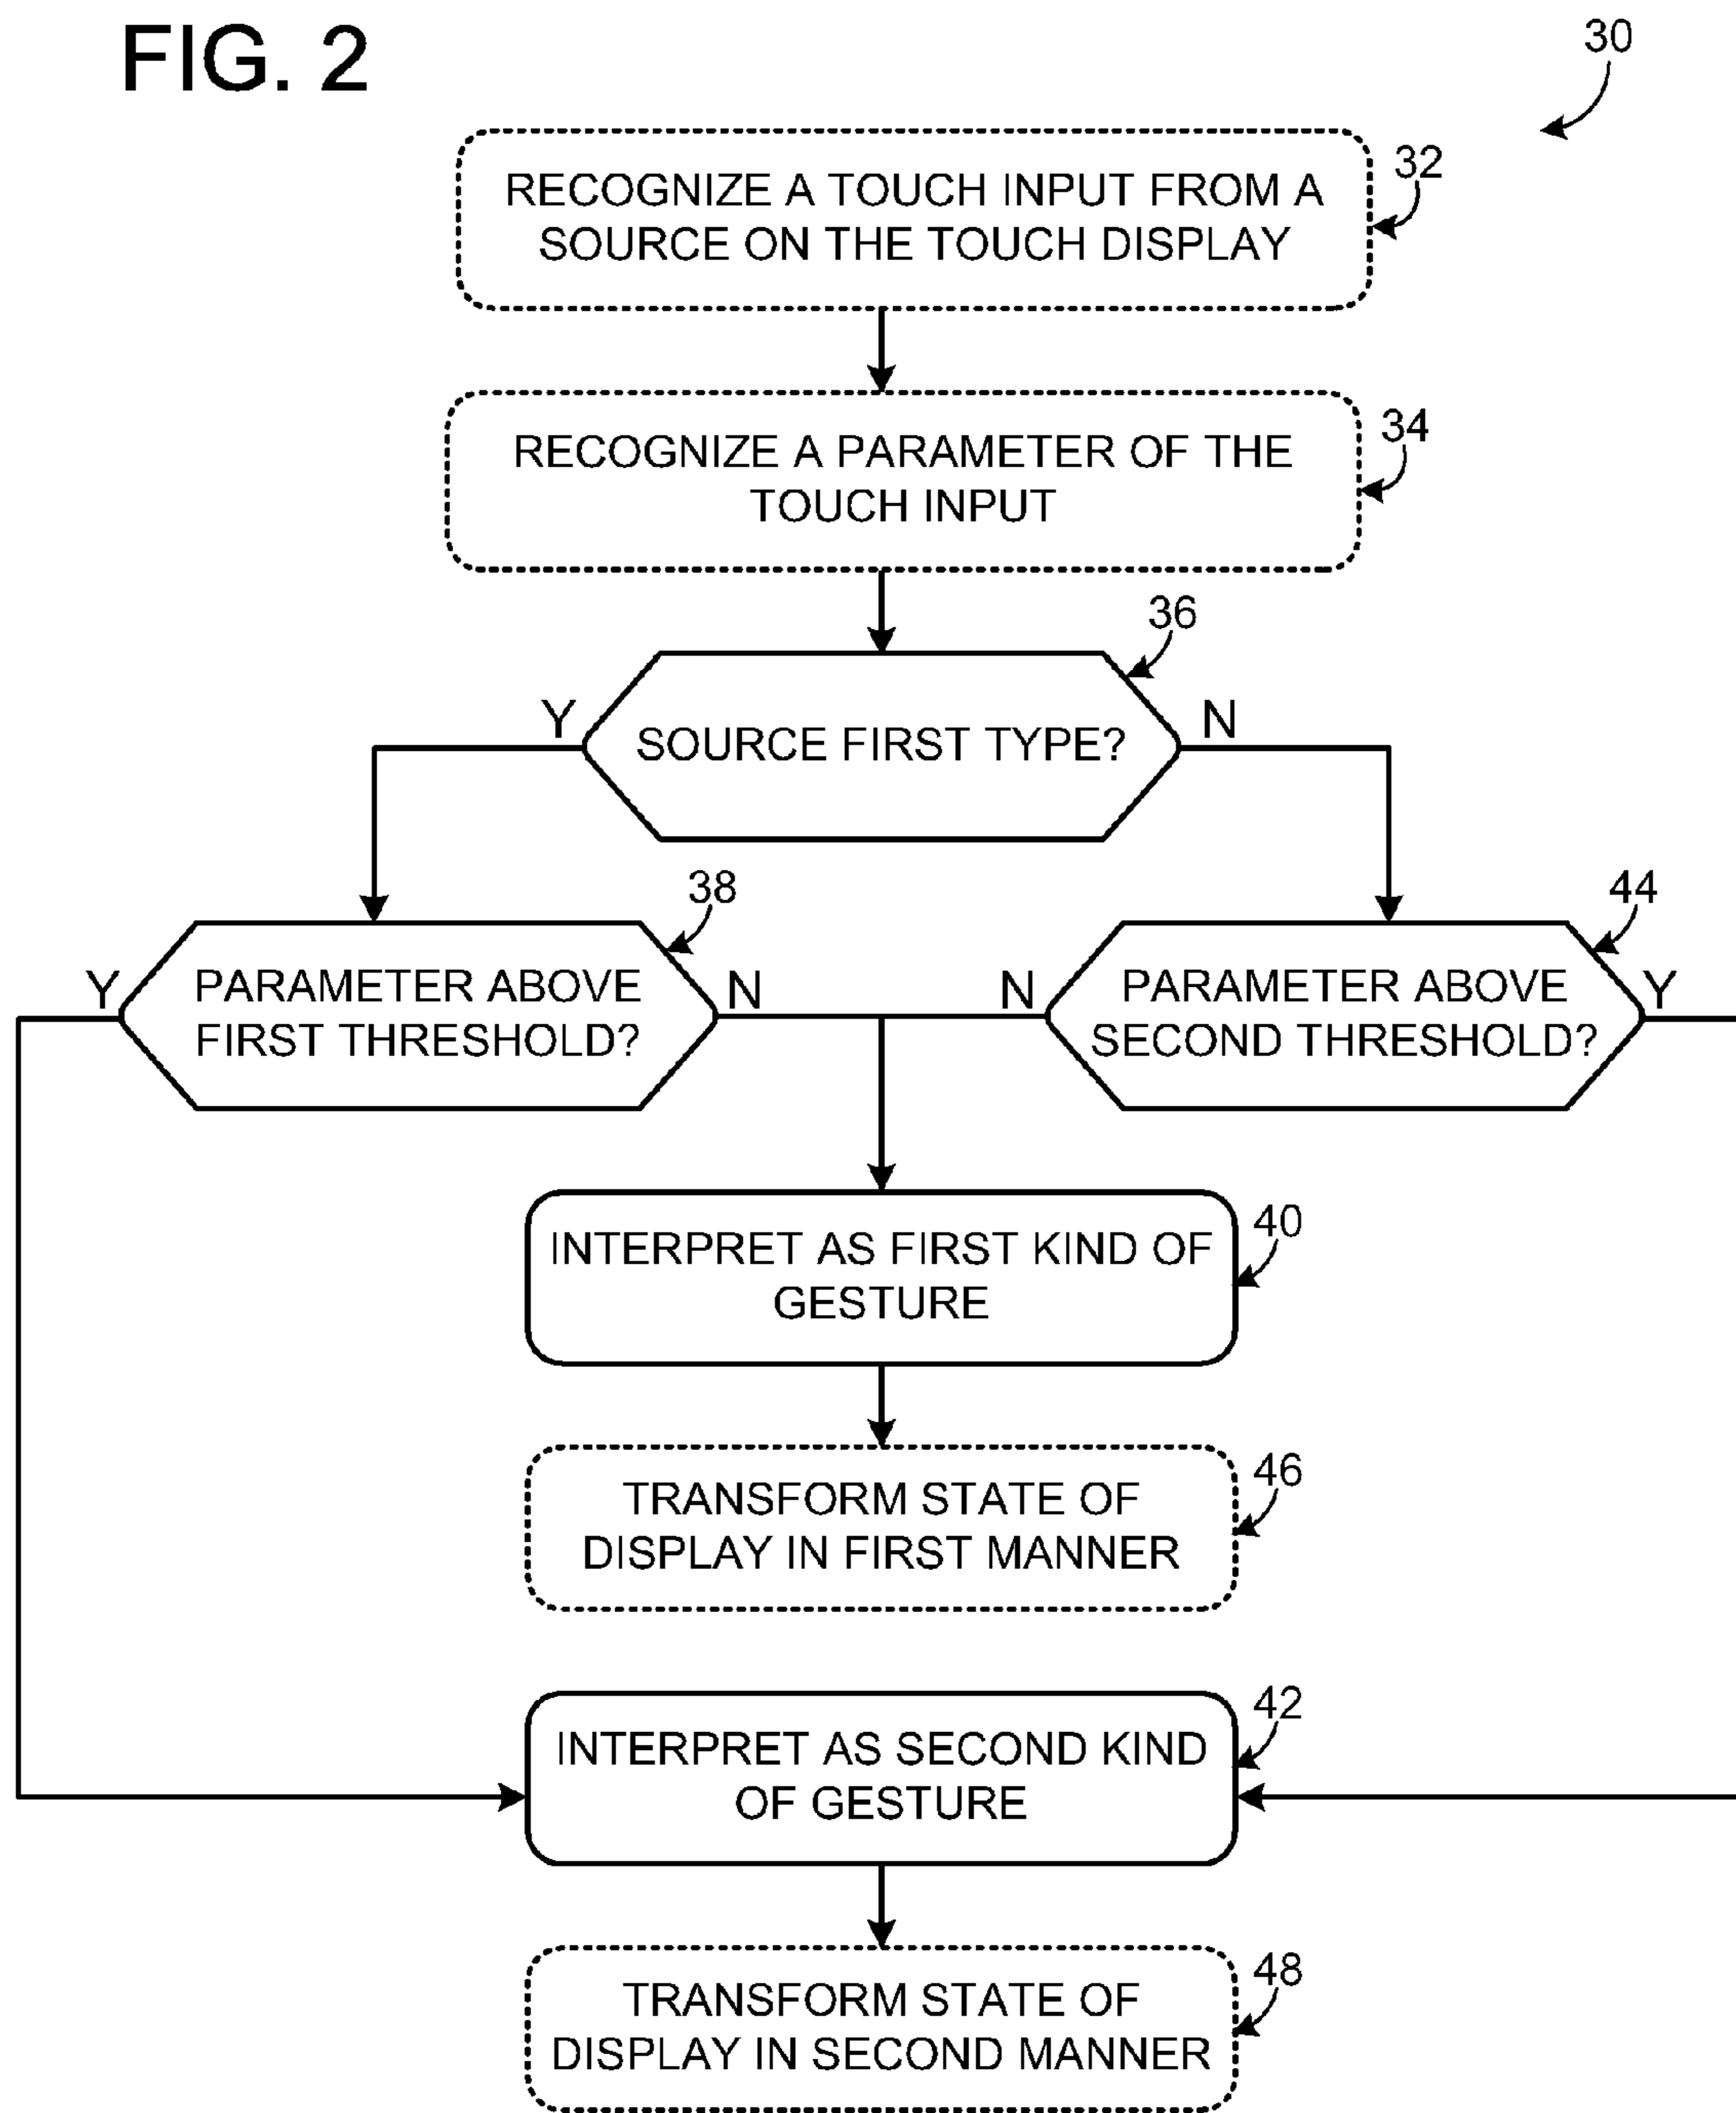 FIG. 2
30
RECOGNIZE A TOUCH INPUT FROM A
SOURCE ON THE TOUCH DISPLAY
32
RECOGNIZE A PARAMETER OF THE
TOUCH INPUT
34
36
Y
SOURCE FIRST TYPE?
N
38
44
Y
PARAMETER ABOVE
FIRST THRESHOLD?
N
N
PARAMETER ABOVE
SECOND THRESHOLD?
Y
INTERPRET AS FIRST KIND OF
GESTURE
40
TRANSFORM STATE OF
DISPLAY IN FIRST MANNER
46
INTERPRET AS SECOND KIND
OF GESTURE
42
TRANSFORM STATE OF
DISPLAY IN SECOND MANNER
48